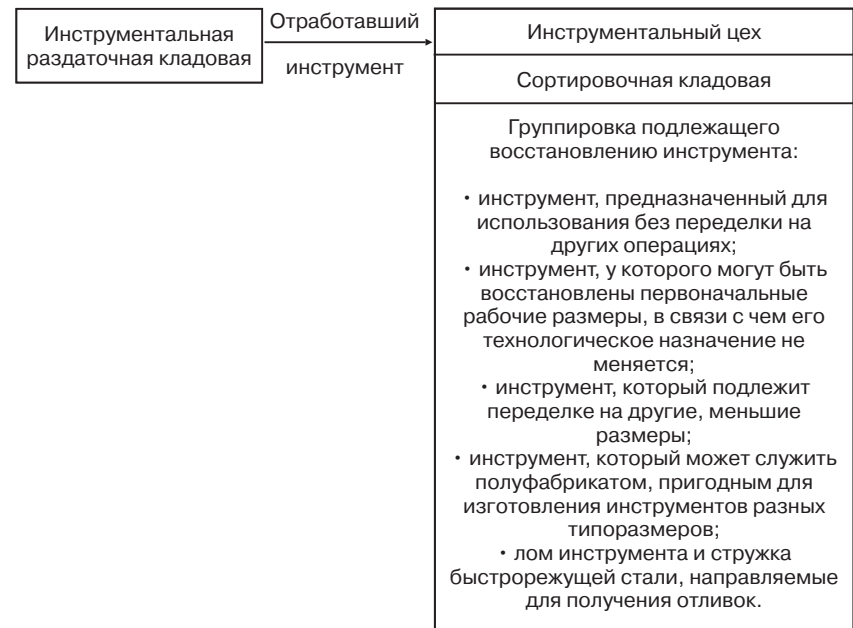 Инструментальная
раздаточная кладовая
Отработавший
инструмент
Инструментальный цех
Сортировочная кладовая
Группировка подлежащего
восстановлению инструмента:
• инструмент, предназначенный для
использования без переделки на
других операциях;
• инструмент, у которого могут быть
восстановлены первоначальные
рабочие размеры, в связи с чем его
технологическое назначение не
меняется;
• инструмент, который подлежит
переделке на другие, меньшие
размеры;
• инструмент, который может служить
полуфабрикатом, пригодным для
изготовления инструментов разных
типоразмеров;
• лом инструмента и стружка
быстрорежущей стали, направляемые
для получения отливок.